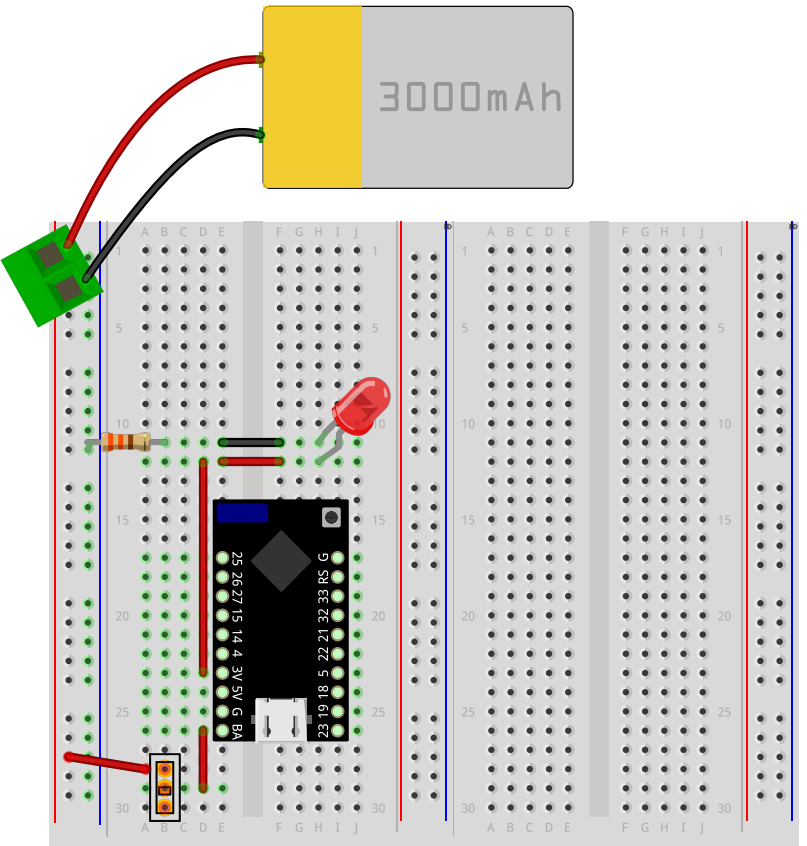 3000mAh
A B C D E F G H I J A B C D E F G H I J
1 1 1 1
5 5 5 5
10 10 10 10
15 15 15 15
25 G
26 RS
27 33
20 20 20 20
15 32
14 21
4 22
3V 5
5V 18
25 25 25 25
G 19
BA 23
30 30 30 30
A B C D E F G H I J A B C D E F G H I J